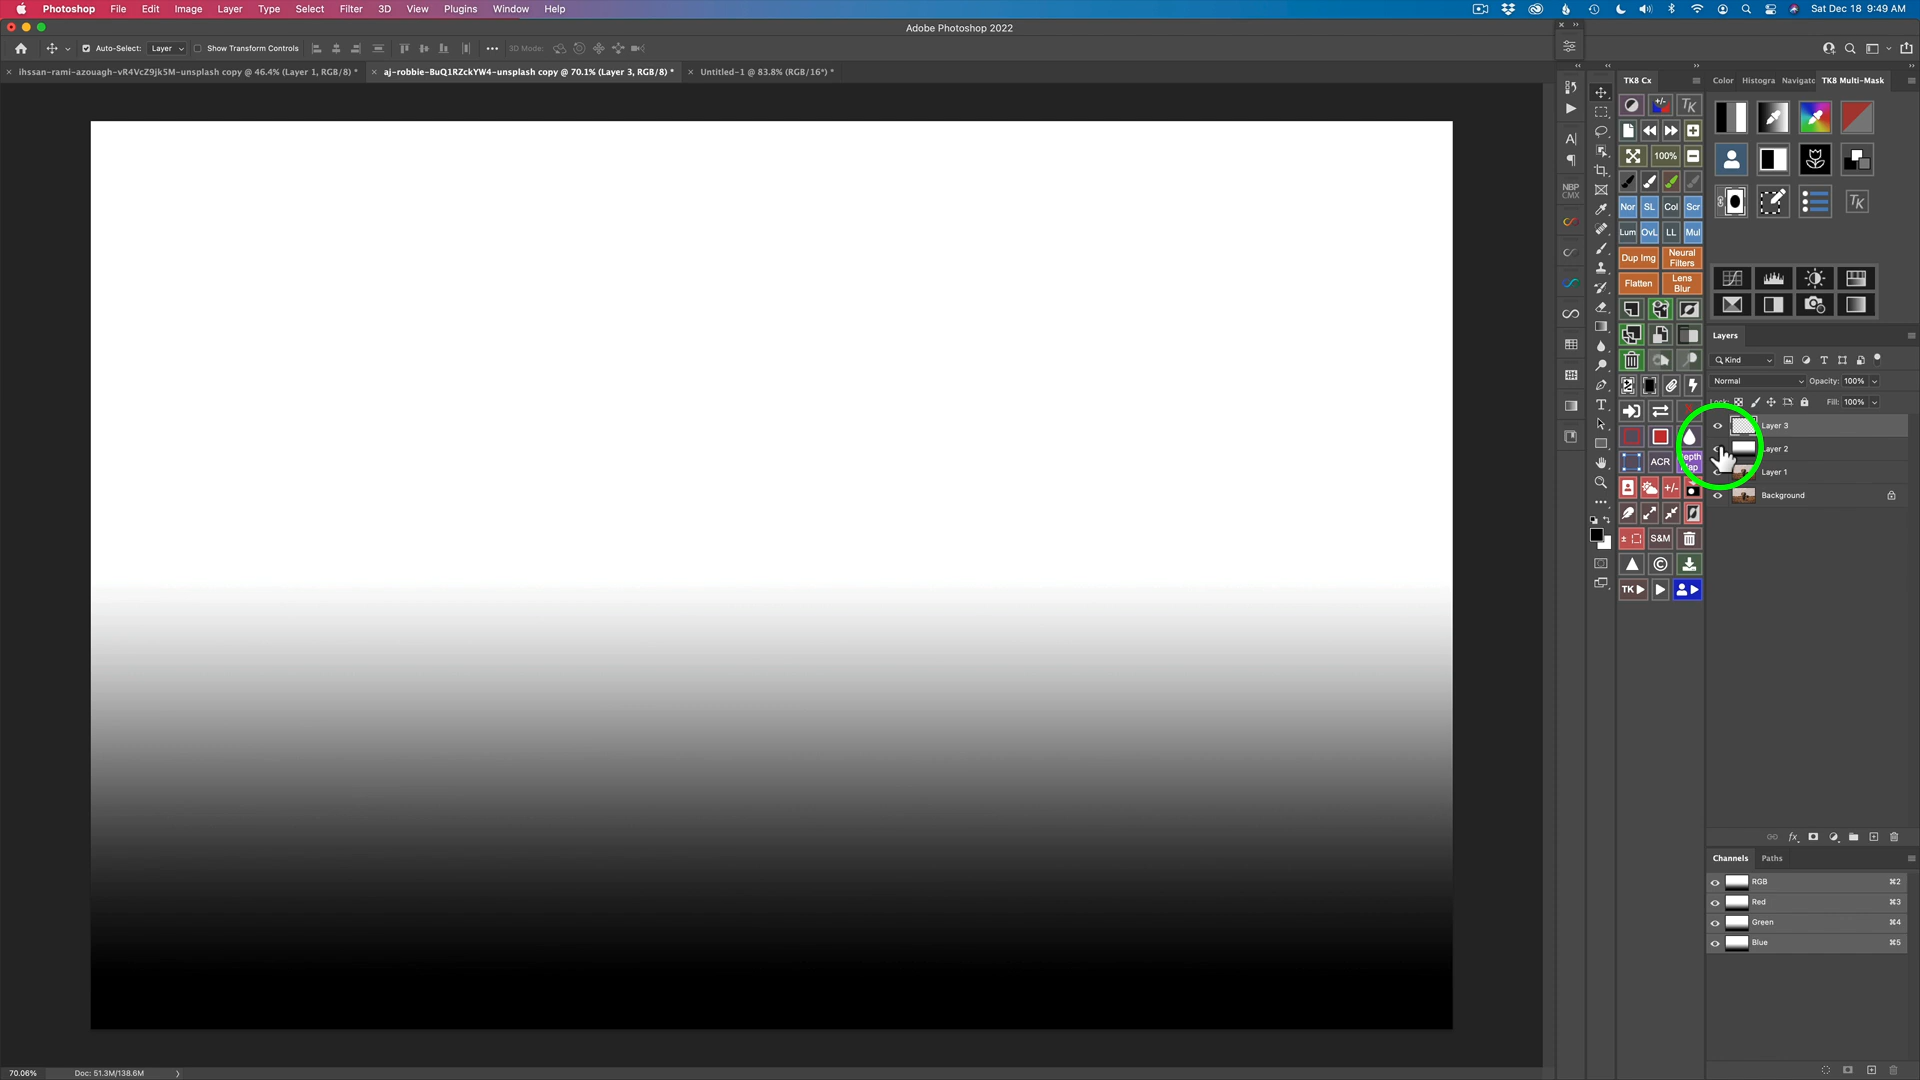 Photoshop File Edit Image Layer Type Select Filter 3D View Plugins Window Help Sat Dec 18 9:49 AM
Adobe Photoshop 2022
Auto-Select: Layer Show Transform Controls 3D Mode:
ihssan-rami-azouagh-vR4VcZ9jk5M-unsplash copy @ 46.4% (Layer 1, RGB/8) * aj-robbie-BuQ1RZckYW4-unsplash copy @ 70.1% (Layer 3, RGB/8) * Untitled-1 @ 83.8% (RGB/16*) *
TK8 Cx Color Histogra Navigato TK8 Multi-Mask
TK
100%
NBP
CMX
Nor SL Col Scr
Lum OvL LL Mul
Dup Img Neural Filters
Flatten Lens Blur
TK
Layers
Kind
Normal Opacity: 100%
Lock: Fill: 100%
Layer 3
Layer 2
Layer 1
Background
ACR
Map
+/-
S&M
TK
Channels Paths
RGB ⌘2
Red ⌘3
Green ⌘4
Blue ⌘5
70.06% Doc: 51.3M/138.6M